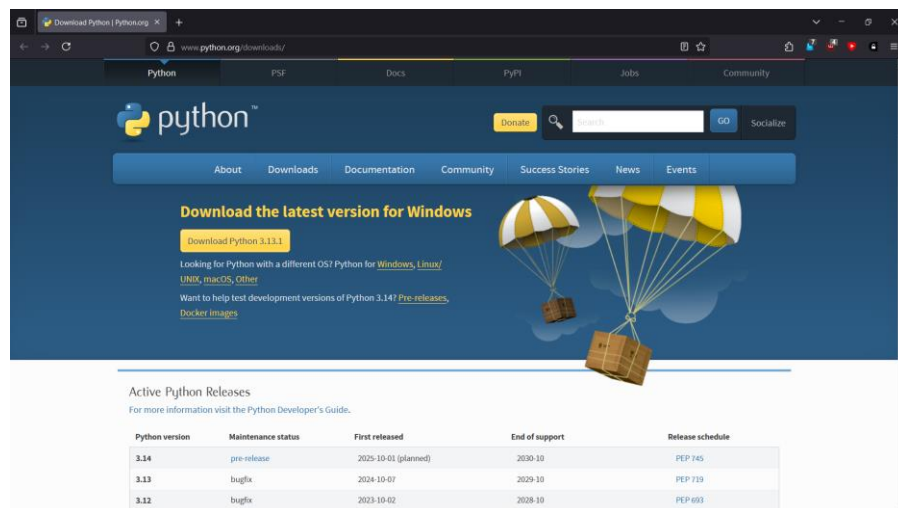 Download Python | Python.org
www.python.org/downloads/
Python PSF Docs PyPI Jobs Community
python™
Donate Search GO Socialize
About Downloads Documentation Community Success Stories News Events
Download the latest version for Windows
Download Python 3.13.1
Looking for Python with a different OS? Python for Windows, Linux/
UNIX, macOS, Other
Want to help test development versions of Python 3.14? Pre-releases,
Docker images
Active Python Releases
For more information visit the Python Developer's Guide.
Python version Maintenance status First released End of support Release schedule
3.14 pre-release 2025-10-01 (planned) 2030-10 PEP 745
3.13 bugfix 2024-10-07 2029-10 PEP 719
3.12 bugfix 2023-10-02 2028-10 PEP 693